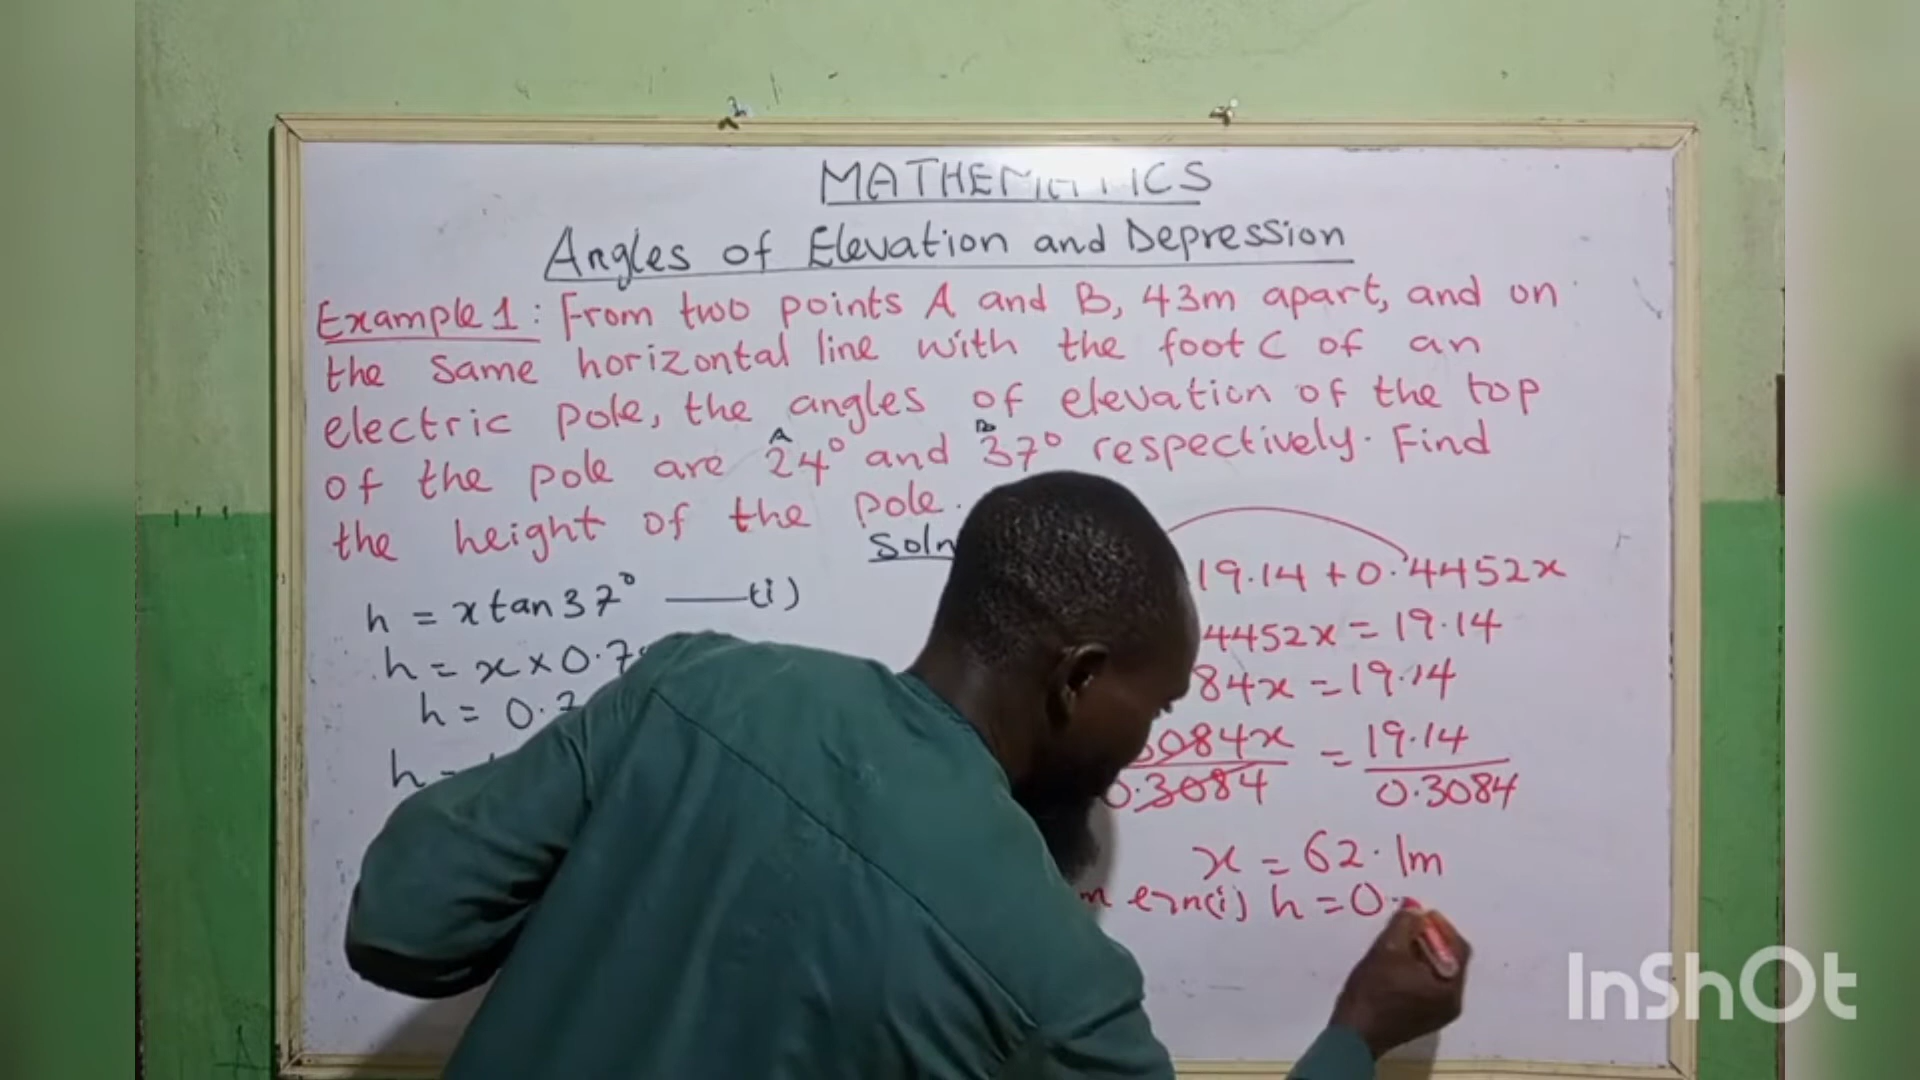 MATHEMATICS
Angles of Elevation and Depression
Example 1: From two points A and B, 43m apart, and on
the same horizontal line with the foot C of an
electric pole, the angles of elevation of the top
A B
of the pole are 24° and 37° respectively. Find
the height of the pole.
Soln
h = x tan 37° —(i)
h = x × 0.7
h = 0.7
h =
19.14 + 0.4452x
4452x = 19.14
84x = 19.14
3084x = 19.14
0.3084 0.3084
x = 62.1m
eqn(i) h = 0.
InShOt